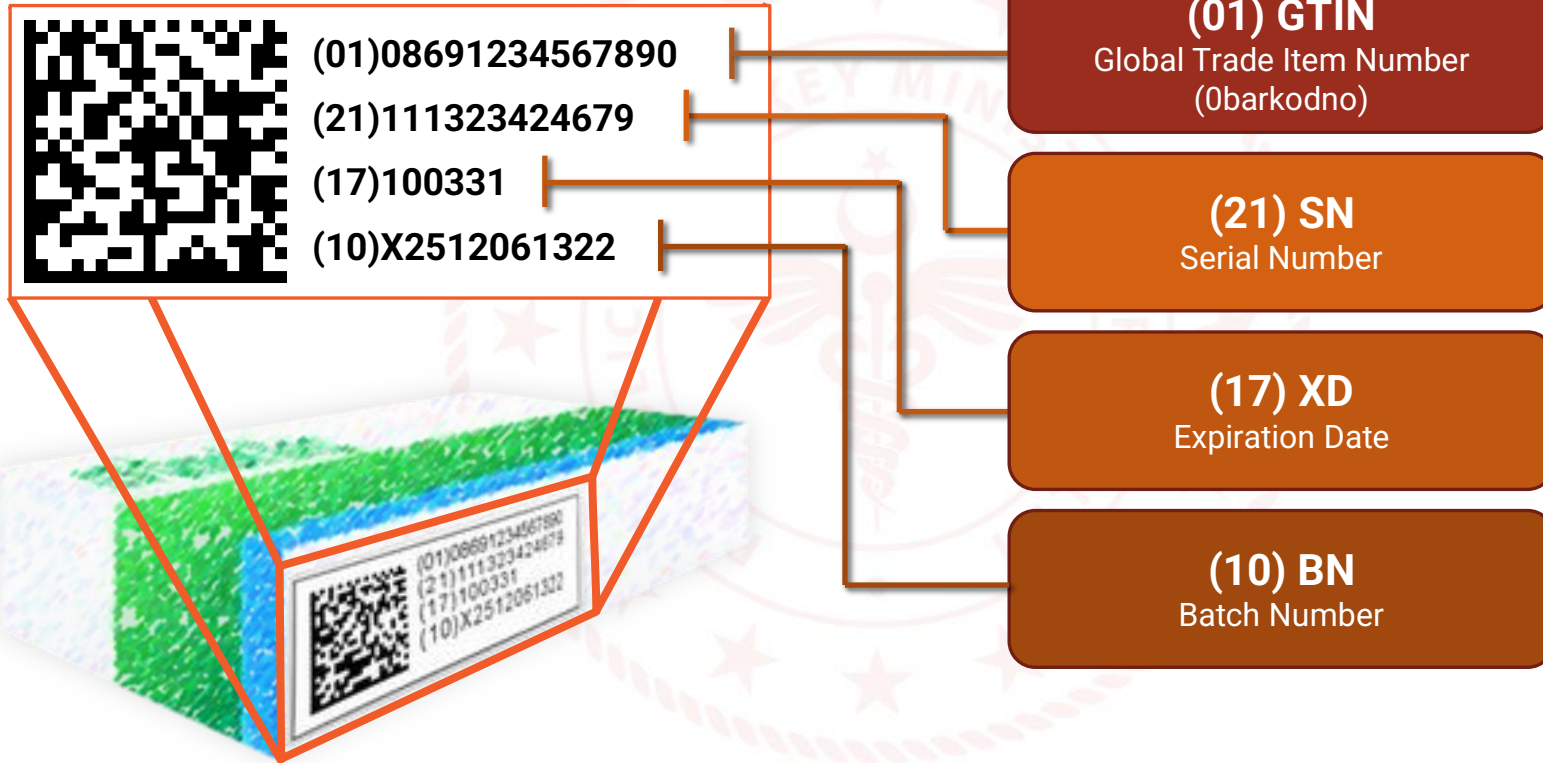 (01)08691234567890
(21)111323424679
(17)100331
(10)X2512061322
(01) GTIN
Global Trade Item Number
(0barkodno)
(21) SN
Serial Number
(17) XD
Expiration Date
(10) BN
Batch Number
(01)08691234567890
(21)111323424679
(17)100331
(10)X2512061322